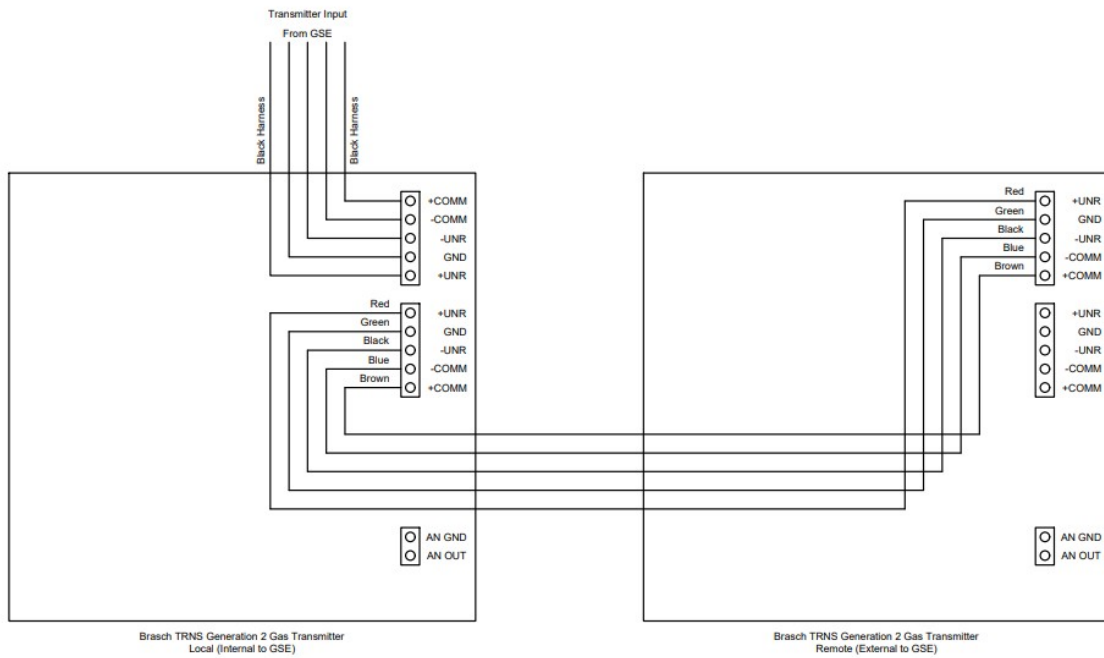 Transmitter Input
From GSE
Black Harness
Black Harness
+COMM
-COMM
-UNR
GND
+UNR
Red
+UNR
Green
GND
Black
-UNR
Blue
-COMM
Brown
+COMM
AN GND
AN OUT
Brasch TRNS Generation 2 Gas Transmitter
Local (Internal to GSE)
Red
+UNR
Green
GND
Black
-UNR
Blue
-COMM
Brown
+COMM
+UNR
GND
-UNR
-COMM
+COMM
AN GND
AN OUT
Brasch TRNS Generation 2 Gas Transmitter
Remote (External to GSE)